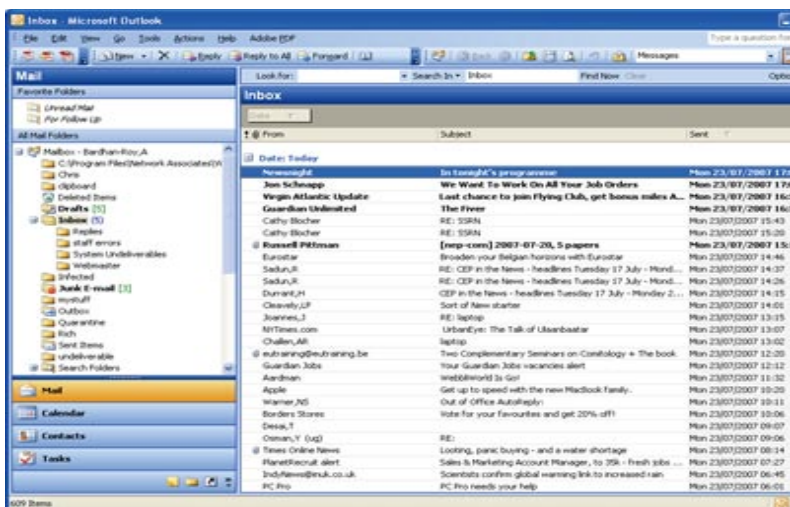 Inbox - Microsoft Outlook
File Edit View Go Tools Actions Help Adobe PDF
Type a question for
New Reply Reply to All Forward Back Messages
Mail
Look for: Search In Inbox Find Now Clear Optio
Favorite Folders
Unread Mail
For Follow Up
All Mail Folders
Mailbox - Bardhan-Roy,A
C:\Program Files\Network Associates\V
Chris
clipboard
Deleted Items
Drafts [5]
Inbox (5)
Replies
staff errors
System Undeliverables
Webmaster
Infected
Junk E-mail [3]
mystuff
Outbox
Quarantine
Rich
Sent Items
undeliverable
Search Folders
Mail
Calendar
Contacts
Tasks
609 Items
Inbox
Date
From Subject Sent
Date: Today
Newsnight In tonight's programme Mon 23/07/2007 17:
Jon Schnapp We Want To Work On All Your Job Orders Mon 23/07/2007 17:
Virgin Atlantic Update Last chance to join Flying Club, get bonus miles A... Mon 23/07/2007 16:
Guardian Unlimited The Fiver Mon 23/07/2007 16:
Cathy Blocher RE: SSRN Mon 23/07/2007 15:43
Cathy Blocher RE: SSRN Mon 23/07/2007 15:20
Russell Pittman [nep-com] 2007-07-20, 5 papers Mon 23/07/2007 15:
Eurostar Broaden your Belgian horizons with Eurostar Mon 23/07/2007 14:46
Sadun,R RE: CEP in the News - headlines Tuesday 17 July - Mond... Mon 23/07/2007 14:37
Sadun,R RE: CEP in the News - headlines Tuesday 17 July - Mond... Mon 23/07/2007 14:26
Durrant,H CEP in the News - headlines Tuesday 17 July - Monday 2... Mon 23/07/2007 14:15
Cleavely,LP Sort of New starter Mon 23/07/2007 14:01
Joannes,J RE: laptop Mon 23/07/2007 13:15
NYTimes.com UrbanEye: The Talk of Ulaanbaatar Mon 23/07/2007 13:07
Challen,AR laptop Mon 23/07/2007 13:02
eutraining@eutraining.be Two Complementary Seminars on Comitology + The book Mon 23/07/2007 12:20
Guardian Jobs Your Guardian Jobs vacancies alert Mon 23/07/2007 12:12
Aardman WebbliWorld Is Go! Mon 23/07/2007 11:32
Apple Get up to speed with the new MacBook family. Mon 23/07/2007 10:20
Warner,NS Out of Office AutoReply: Mon 23/07/2007 10:11
Borders Stores Vote for your favourites and get 20% off! Mon 23/07/2007 10:06
Desai,T Mon 23/07/2007 09:07
Osman,Y (ug) RE: Mon 23/07/2007 09:06
Times Online News Looting, panic buying - and a water shortage Mon 23/07/2007 08:14
PlanetRecruit alert Sales & Marketing Account Manager, to 35k - fresh jobs ... Mon 23/07/2007 07:27
IndyNews@inuk.co.uk Scientists confirm global warming link to increased rain Mon 23/07/2007 06:45
PC Pro PC Pro needs your help Mon 23/07/2007 06:01